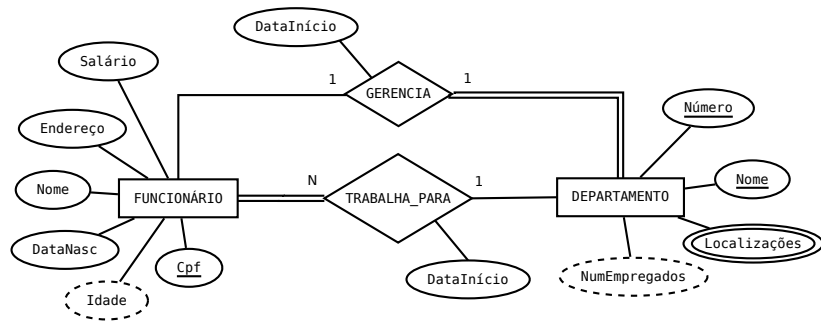 DataInício
Salário
1
1
GERENCIA
Número
Endereço
N
1
Nome
FUNCIONÁRIO
TRABALHA_PARA
DEPARTAMENTO
Nome
DataNasc
Cpf
Localizações
Idade
DataInício
NumEmpregados